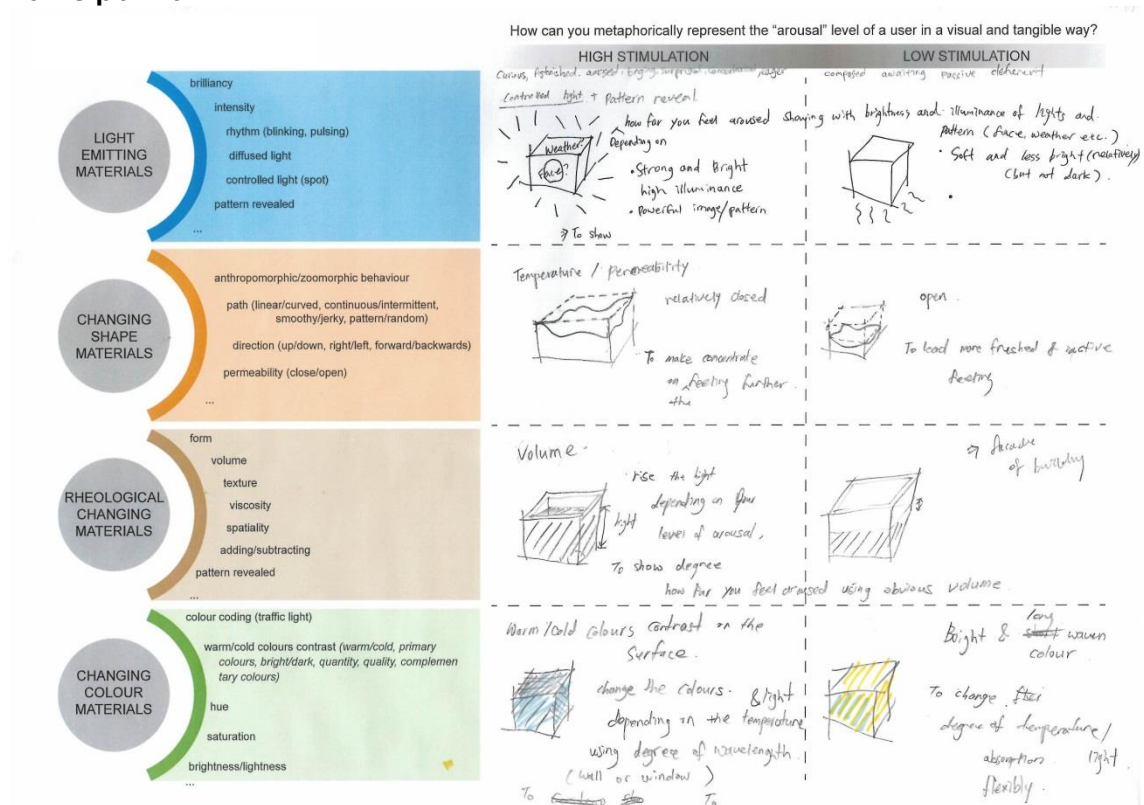 How can you metaphorically represent the “arousal” level of a user in a visual and tangible way?
HIGH STIMULATION
LOW STIMULATION
LIGHT
EMITTING
MATERIALS
brilliancy
intensity
rhythm (blinking, pulsing)
diffused light
controlled light (spot)
pattern revealed
...
Controlled light + Pattern reveal
composed awaiting passive
how far you feel aroused showing with brightness and illuminance of lights and
Depending on
Pattern (face, weather etc.)
Weather?
Face?
• Strong and Bright
high illuminance
• Powerful image/pattern
⇒ To show
• Soft and less bright (relatively)
(but not dark).
CHANGING
SHAPE
MATERIALS
anthropomorphic/zoomorphic behaviour
path (linear/curved, continuous/intermittent,
smoothy/jerky, pattern/random)
direction (up/down, right/left, forward/backwards)
permeability (close/open)
...
Temperature / Permeability
relatively closed
To make concentrate
on the feeling further.
open.
To lead more freshed & inactive
feeling
RHEOLOGICAL
CHANGING
MATERIALS
form
volume
texture
viscosity
spatiality
adding/subtracting
pattern revealed
...
Volume
rise the light
depending on your
level of arousal,
light
To show degree
how far you feel aroused using obvious volume.
⇒ facade
of building
CHANGING
COLOUR
MATERIALS
colour coding (traffic light)
warm/cold colours contrast (warm/cold, primary
colours, bright/dark, quantity, quality, complemen
tary colours)
hue
saturation
brightness/lightness
...
Warm/cold colours contrast on the
Surface.
change the colours. & light
depending on the temperature
using degree of wavelength.
(wall or window)
To
To
long
Bright &
colour
To change
degree of temperature/
absorption light
flexibly.